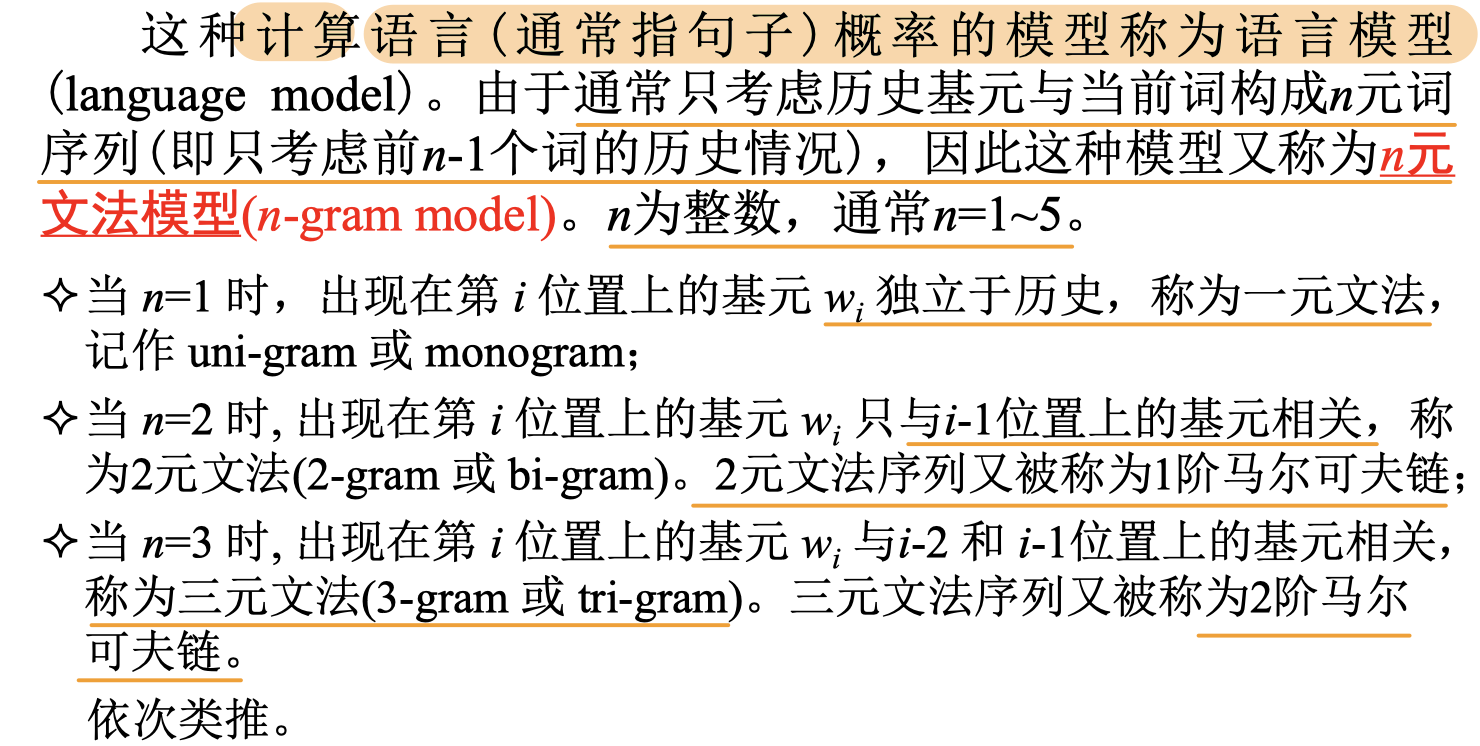 这种计算语言(通常指句子)概率的模型称为语言模型
(language model)。由于通常只考虑历史基元与当前词构成n元词
序列(即只考虑前n-1个词的历史情况)，因此这种模型又称为n元
文法模型(n-gram model)。n为整数，通常n=1~5。
✧当 n=1 时，出现在第 i 位置上的基元 wi 独立于历史，称为一元文法，
记作 uni-gram 或 monogram；
✧当 n=2 时, 出现在第 i 位置上的基元 wi 只与i-1位置上的基元相关，称
为2元文法(2-gram 或 bi-gram)。2元文法序列又被称为1阶马尔可夫链；
✧当 n=3 时, 出现在第 i 位置上的基元 wi 与i-2 和 i-1位置上的基元相关，
称为三元文法(3-gram 或 tri-gram)。三元文法序列又被称为2阶马尔
可夫链。
依次类推。